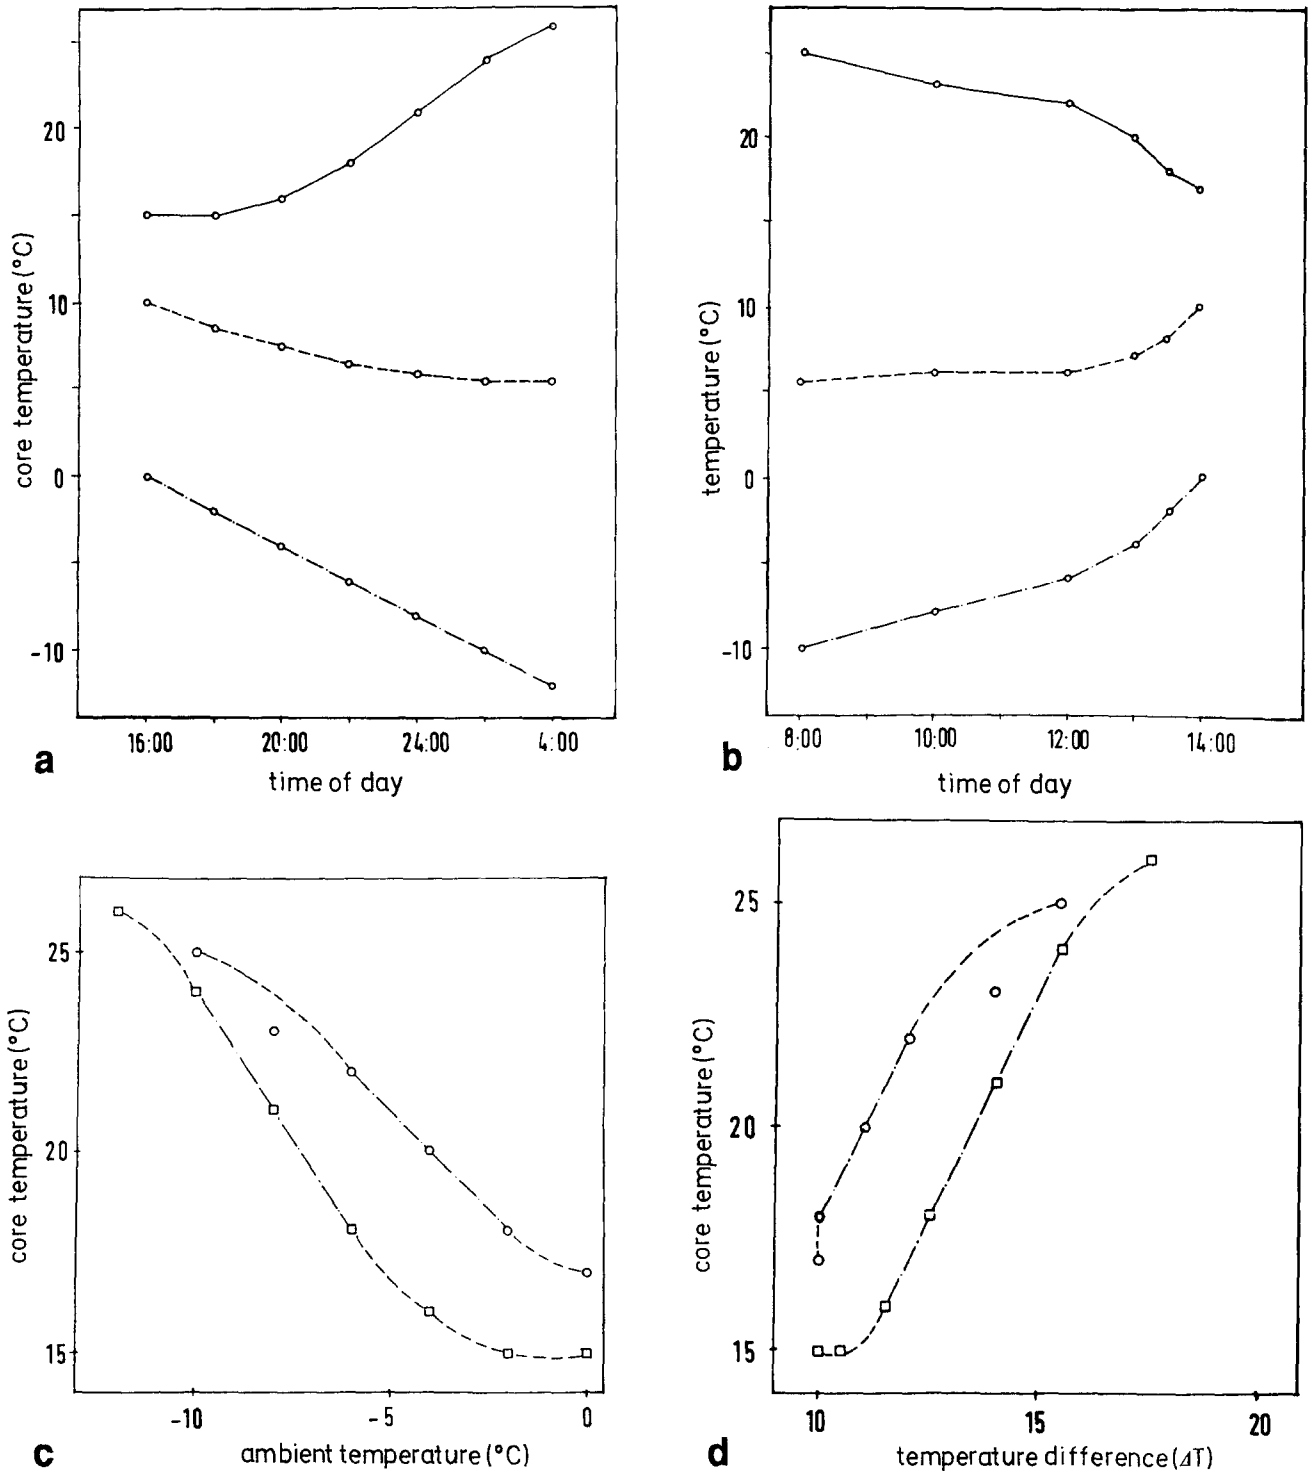 20
10
0
-10
core temperature (°C)
16:00 20:00 24:00 4:00
a
time of day
20
10
0
-10
temperature (°C)
8:00 10:00 12:00 14:00
b
time of day
25
20
15
core temperature (°C)
-10 -5 0
c
ambient temperature (°C)
25
20
15
core temperature (°C)
10 15 20
d
temperature difference (ΔT)